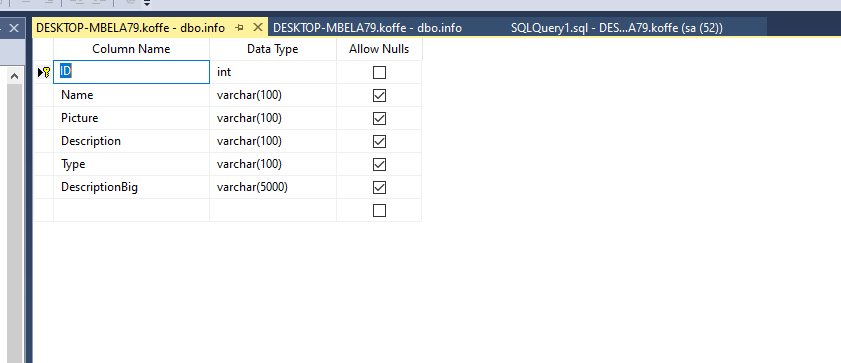 DESKTOP-MBELA79.koffe - dbo.info DESKTOP-MBELA79.koffe - dbo.info SQLQuery1.sql - DES...A79.koffe (sa (52))
Column Name Data Type Allow Nulls
ID int
Name varchar(100)
Picture varchar(100)
Description varchar(100)
Type varchar(100)
DescriptionBig varchar(5000)